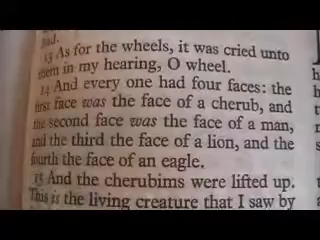 had.
13 As for the wheels, it was cried unto
them in my hearing, O wheel.
14 And every one had four faces: the
first face was the face of a cherub, and
the second face was the face of a man,
and the third the face of a lion, and the
fourth the face of an eagle.
15 And the cherubims were lifted up.
This is the living creature that I saw by